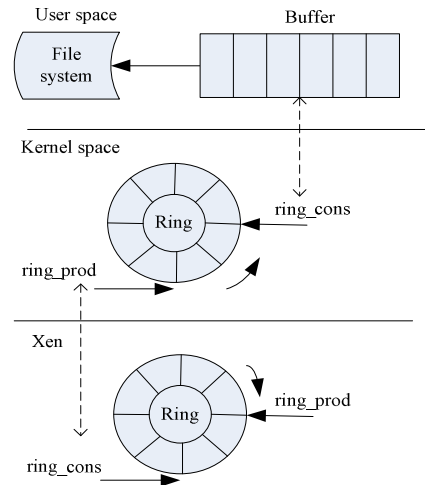 User space
Buffer
File
system
Kernel space
ring_cons
Ring
ring_prod
Xen
ring_prod
Ring
ring_cons